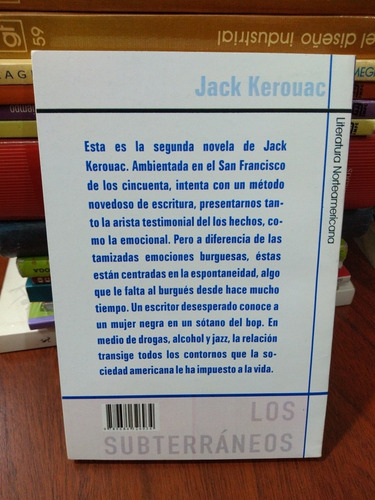 el diseño industrial
59
Jack Kerouac
Literatura Norteamericana
Esta es la segunda novela de Jack
Kerouac. Ambientada en el San Francisco
de los cincuenta, intenta con un método
novedoso de escritura, presentarnos tan-
to la arista testimonial del los hechos, co-
mo la emocional. Pero a diferencia de las
tamizadas emociones burguesas, éstas
están centradas en la espontaneidad, algo
que le falta al burgués desde hace mucho
tiempo. Un escritor desesperado conoce a
un mujer negra en un sótano del bop. En
medio de drogas, alcohol y jazz, la relación
transige todos los contornos que la so-
ciedad americana le ha impuesto a la vida.
LOS
SUBTERRÁNEOS